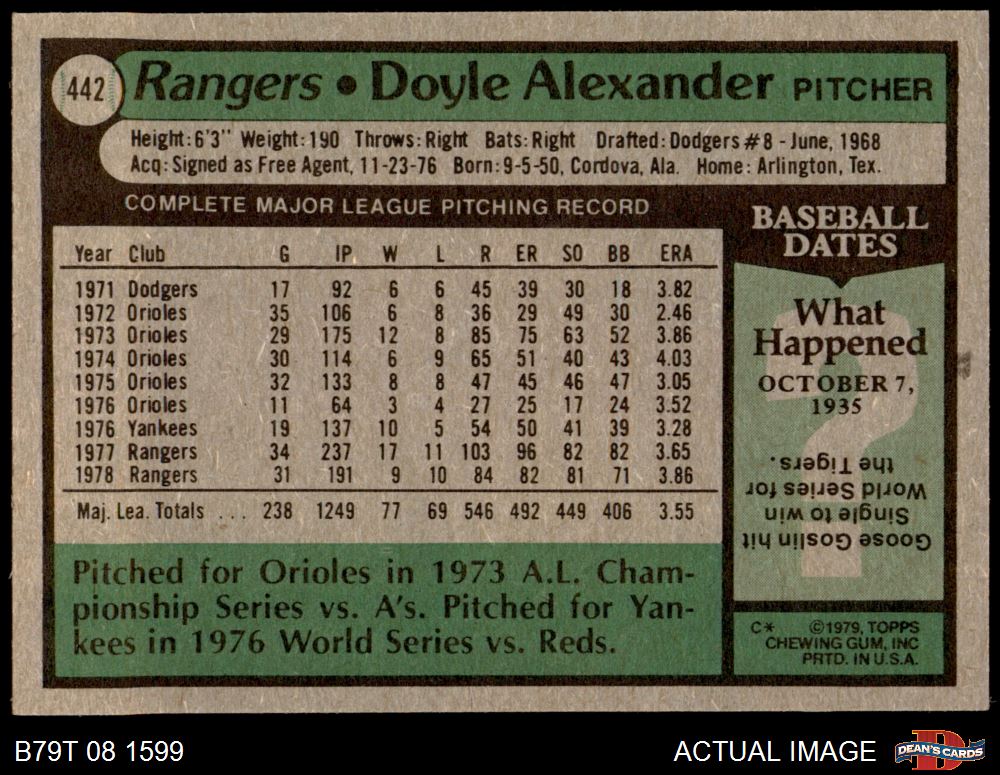 442 Rangers • Doyle Alexander PITCHER
Height: 6'3" Weight: 190 Throws: Right Bats: Right Drafted: Dodgers #8 - June, 1968
Acq: Signed as Free Agent, 11-23-76 Born: 9-5-50, Cordova, Ala. Home: Arlington, Tex.
COMPLETE MAJOR LEAGUE PITCHING RECORD
Year Club G IP W L R ER SO BB ERA
1971 Dodgers 17 92 6 6 45 39 30 18 3.82
1972 Orioles 35 106 6 8 36 29 49 30 2.46
1973 Orioles 29 175 12 8 85 75 63 52 3.86
1974 Orioles 30 114 6 9 65 51 40 43 4.03
1975 Orioles 32 133 8 8 47 45 46 47 3.05
1976 Orioles 11 64 3 4 27 25 17 24 3.52
1976 Yankees 19 137 10 5 54 50 41 39 3.28
1977 Rangers 34 237 17 11 103 96 82 82 3.65
1978 Rangers 31 191 9 10 84 82 81 71 3.86
Maj. Lea. Totals ... 238 1249 77 69 546 492 449 406 3.55
Pitched for Orioles in 1973 A.L. Cham-
pionship Series vs. A's. Pitched for Yan-
kees in 1976 World Series vs. Reds.
BASEBALL
DATES
What
Happened
OCTOBER 7,
1935
Goose Goslin hit
Single to win
World Series for
the Tigers.
C* ©1979, TOPPS
CHEWING GUM, INC
PRTD. IN U.S.A.
B79T 08 1599
ACTUAL IMAGE
DEAN'S CARDS